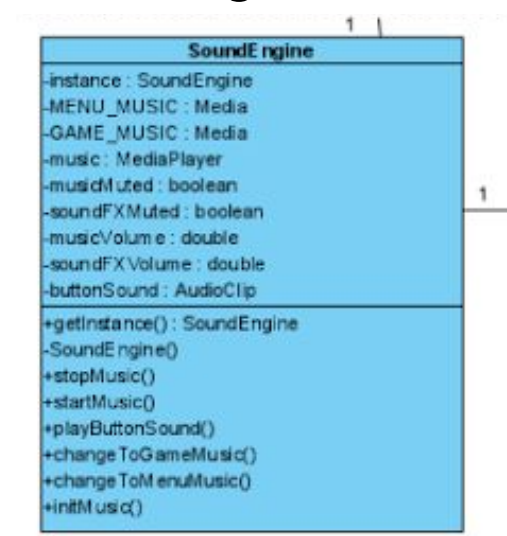 1
SoundEngine
-instance : SoundEngine
-MENU_MUSIC : Media
-GAME_MUSIC : Media
-music : MediaPlayer
-musicMuted : boolean
-soundFXMuted : boolean
-musicVolume : double
-soundFXVolume : double
-buttonSound : AudioClip
1
+getInstance() : SoundEngine
-SoundEngine()
+stopMusic()
+startMusic()
+playButtonSound()
+changeToGameMusic()
+changeToMenuMusic()
+initMusic()